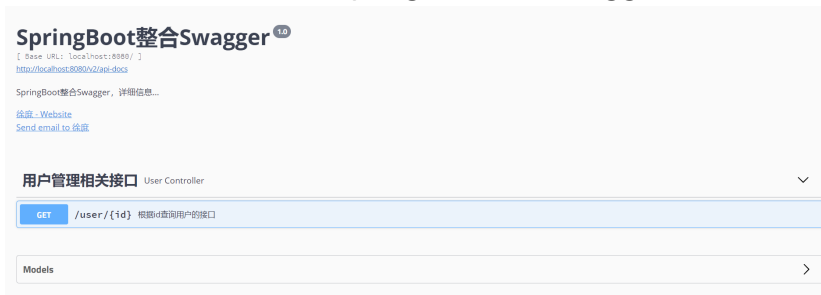 SpringBoot整合Swagger 1.0
[ Base URL: localhost:8080/ ]
http://localhost:8080/v2/api-docs
SpringBoot整合Swagger，详细信息...
徐庶 - Website
Send email to 徐庶
用户管理相关接口 User Controller
GET /user/{id} 根据id查询用户的接口
Models